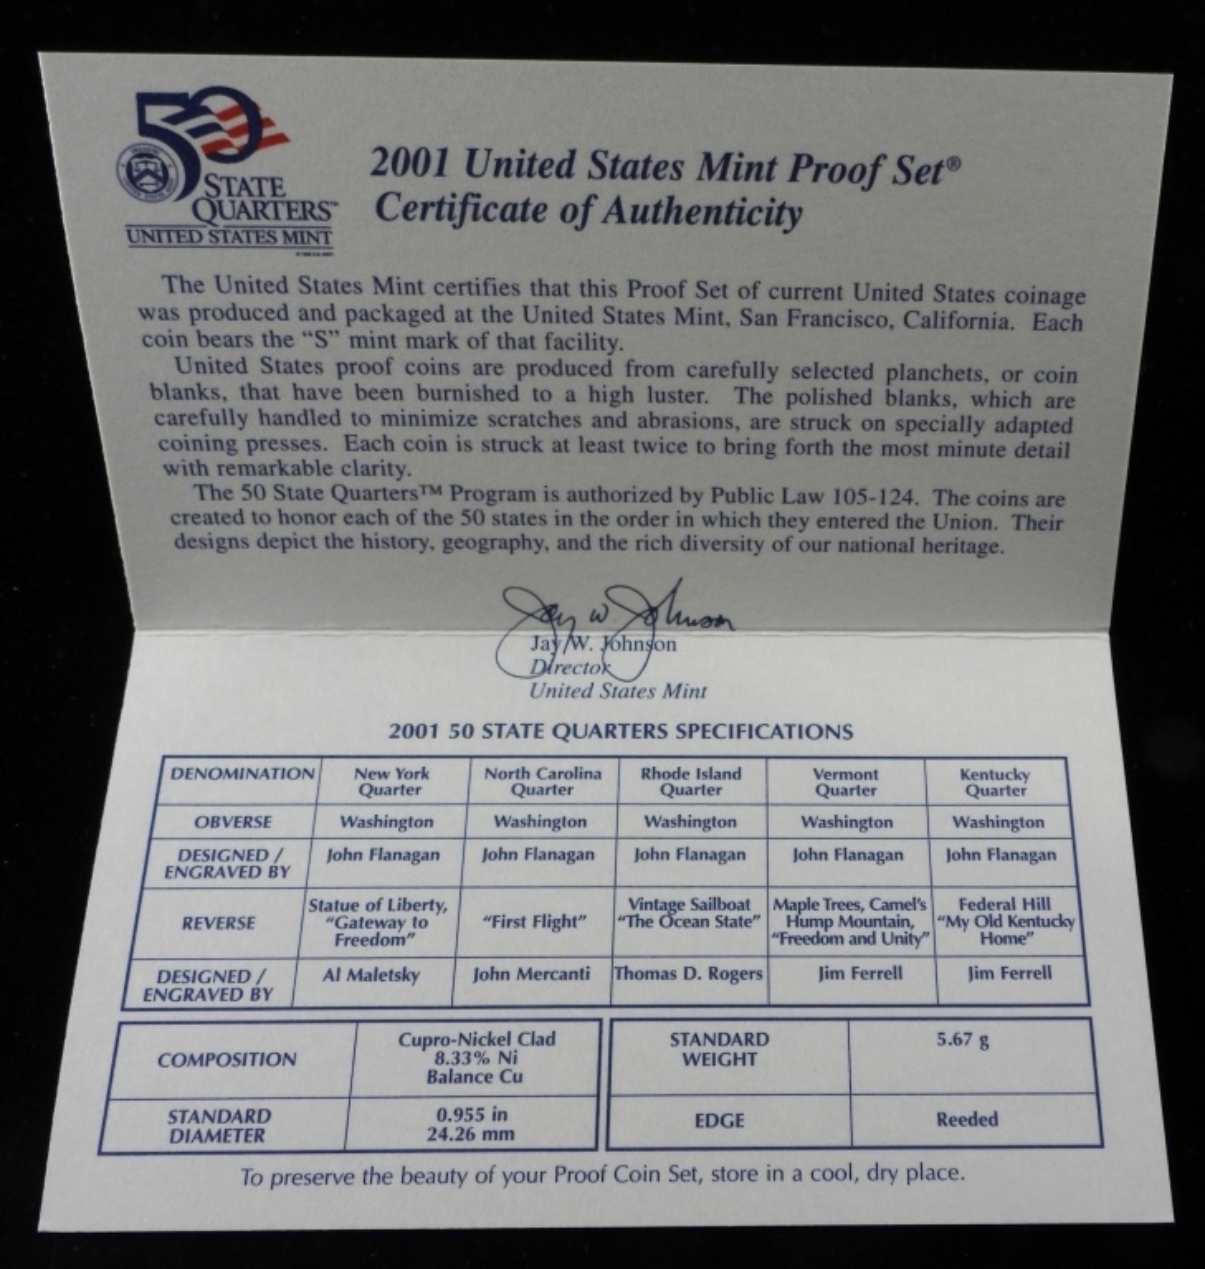 50
STATE
QUARTERS™
UNITED STATES MINT
2001 United States Mint Proof Set®
Certificate of Authenticity
The United States Mint certifies that this Proof Set of current United States coinage
was produced and packaged at the United States Mint, San Francisco, California. Each
coin bears the “S” mint mark of that facility.
United States proof coins are produced from carefully selected planchets, or coin
blanks, that have been burnished to a high luster. The polished blanks, which are
carefully handled to minimize scratches and abrasions, are struck on specially adapted
coining presses. Each coin is struck at least twice to bring forth the most minute detail
with remarkable clarity.
The 50 State Quarters™ Program is authorized by Public Law 105-124. The coins are
created to honor each of the 50 states in the order in which they entered the Union. Their
designs depict the history, geography, and the rich diversity of our national heritage.
Jay W Johnson
Jay W. Johnson
Director
United States Mint
2001 50 STATE QUARTERS SPECIFICATIONS
DENOMINATION New York Quarter North Carolina Quarter Rhode Island Quarter Vermont Quarter Kentucky Quarter
OBVERSE Washington Washington Washington Washington Washington
DESIGNED / ENGRAVED BY John Flanagan John Flanagan John Flanagan John Flanagan John Flanagan
REVERSE Statue of Liberty, “Gateway to Freedom” “First Flight” Vintage Sailboat “The Ocean State” Maple Trees, Camel’s Hump Mountain, “Freedom and Unity” Federal Hill “My Old Kentucky Home”
DESIGNED / ENGRAVED BY Al Maletsky John Mercanti Thomas D. Rogers Jim Ferrell Jim Ferrell
COMPOSITION Cupro-Nickel Clad 8.33% Ni Balance Cu
STANDARD WEIGHT 5.67 g
STANDARD DIAMETER 0.955 in 24.26 mm
EDGE Reeded
To preserve the beauty of your Proof Coin Set, store in a cool, dry place.